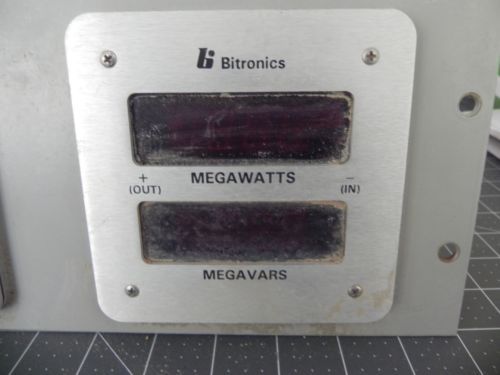 b Bitronics
+ MEGAWATTS −
(OUT) (IN)
MEGAVARS